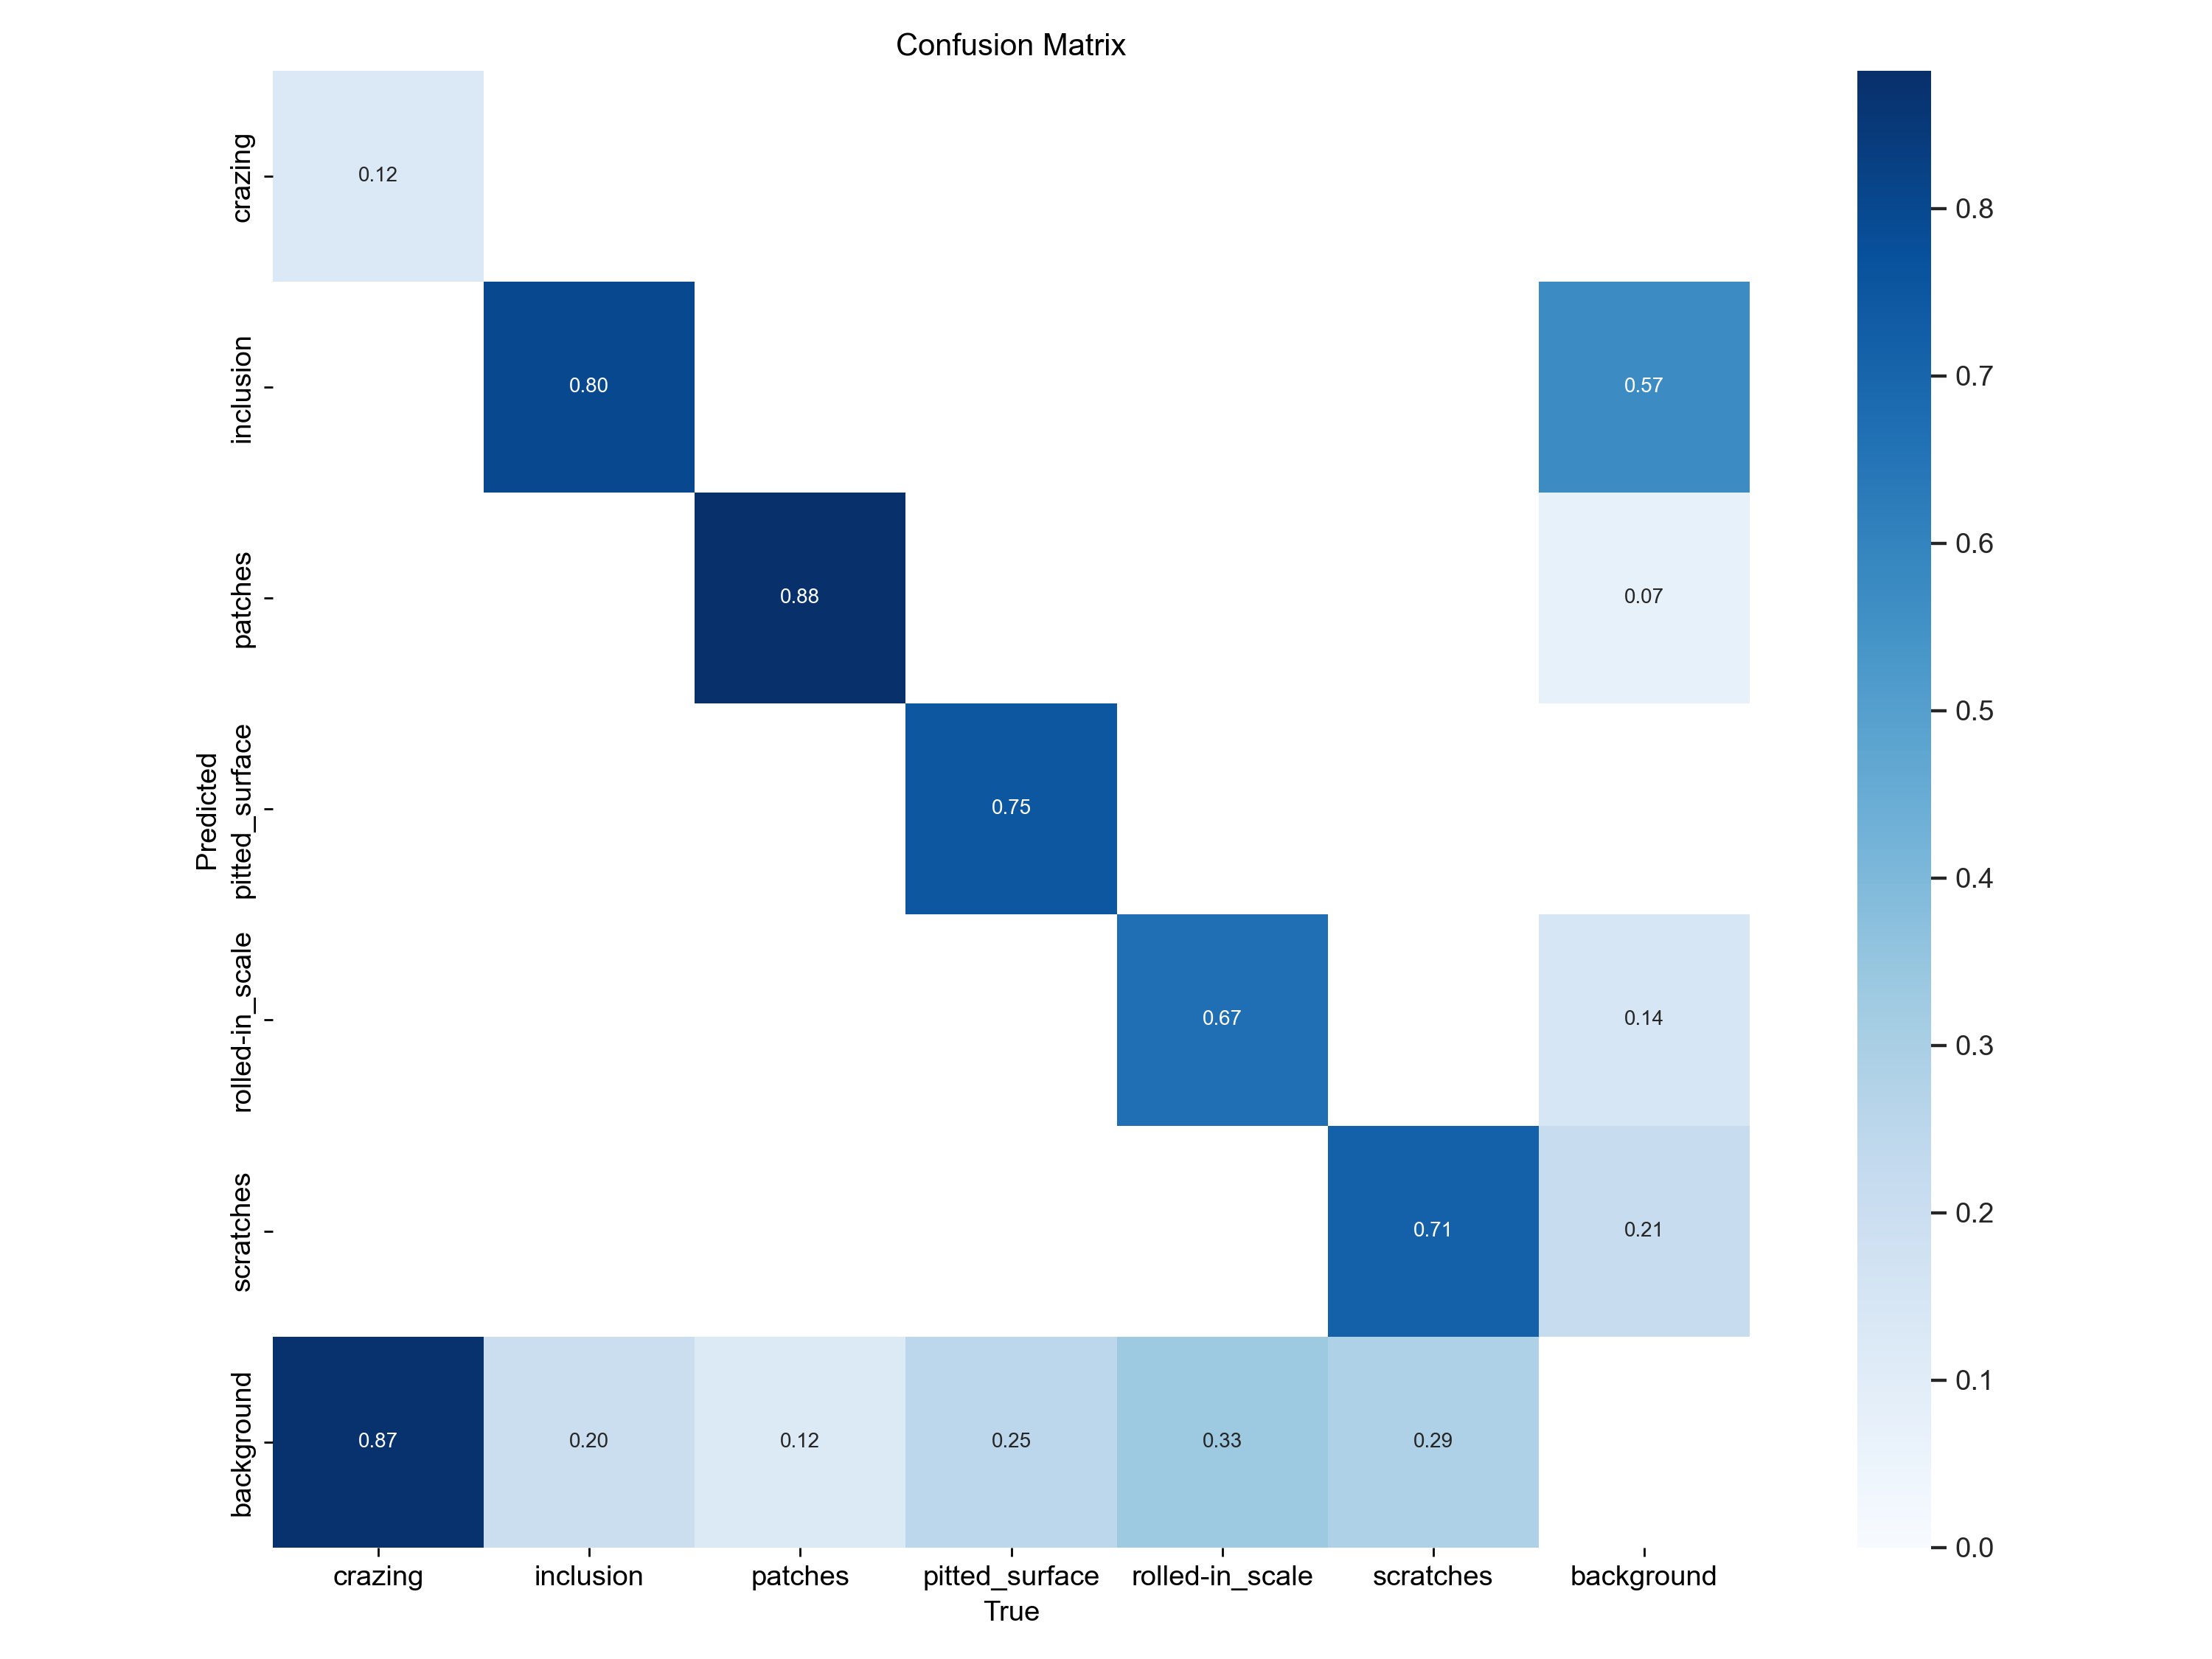 Confusion Matrix
crazing
0.12
inclusion
0.80
0.57
patches
0.88
0.07
pitted_surface
0.75
rolled-in_scale
0.67
0.14
scratches
0.71
0.21
background
0.87 0.20 0.12 0.25 0.33 0.29
Predicted
crazing inclusion patches pitted_surface rolled-in_scale scratches background
True
0.8
0.7
0.6
0.5
0.4
0.3
0.2
0.1
0.0